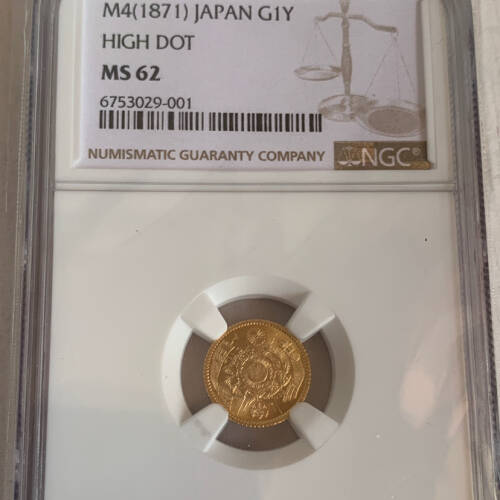 M4(1871) JAPAN G1Y
HIGH DOT
MS 62
6753029-001
NUMISMATIC GUARANTY COMPANY NGC®